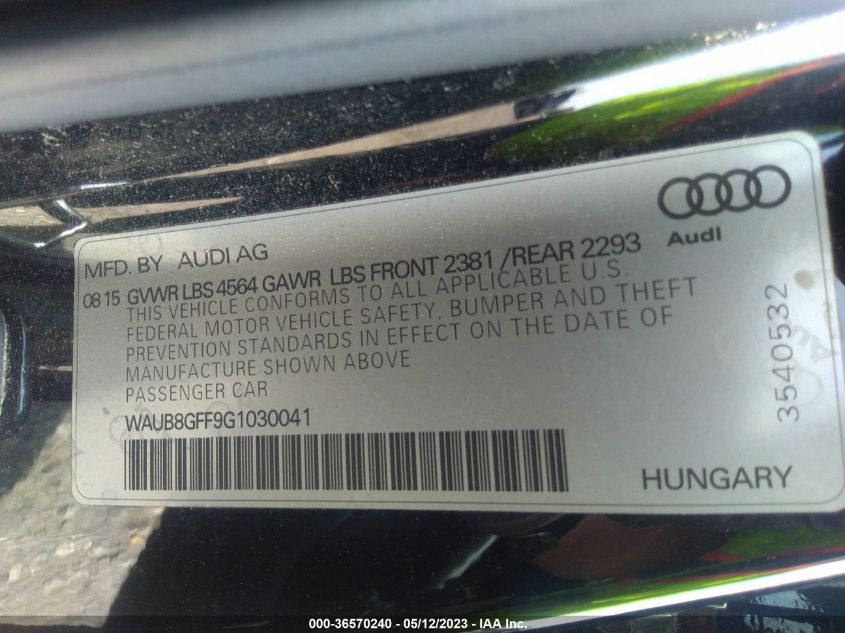 Audi
MFD. BY AUDI AG
08 15 GVWR LBS 4564 GAWR LBS FRONT 2381 /REAR 2293
THIS VEHICLE CONFORMS TO ALL APPLICABLE U.S.
FEDERAL MOTOR VEHICLE SAFETY, BUMPER AND THEFT
PREVENTION STANDARDS IN EFFECT ON THE DATE OF
MANUFACTURE SHOWN ABOVE
PASSENGER CAR
WAUB8GFF9G1030041
3540532
HUNGARY
000-36570240 - 05/12/2023 - IAA Inc.